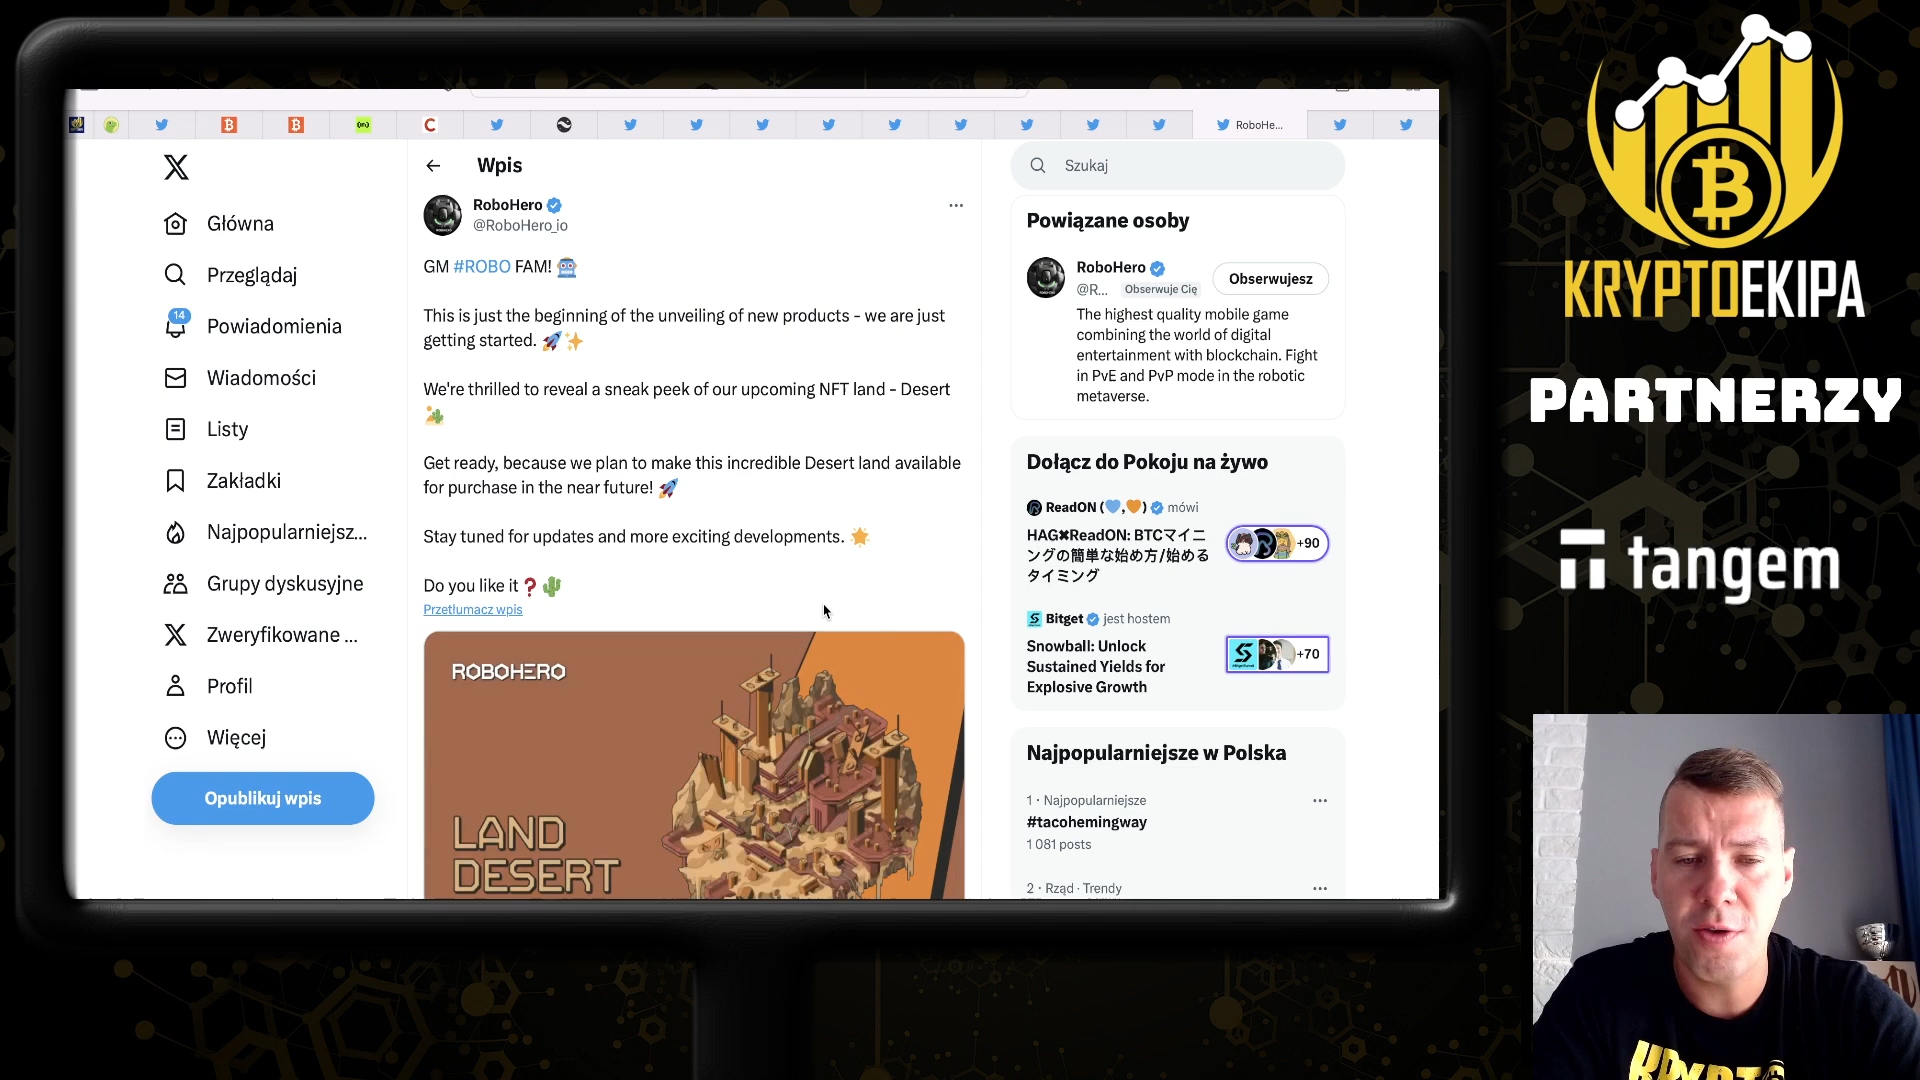 RoboHe...
Główna
Przeglądaj
14
Powiadomienia
Wiadomości
Listy
Zakładki
Najpopularniejsz...
Grupy dyskusyjne
Zweryfikowane ...
Profil
Więcej
Opublikuj wpis
Wpis
RoboHero
@RoboHero_io
GM #ROBO FAM! 🤖
This is just the beginning of the unveiling of new products - we are just
getting started. 🚀✨
We're thrilled to reveal a sneak peek of our upcoming NFT land - Desert
🏜️
Get ready, because we plan to make this incredible Desert land available
for purchase in the near future! 🚀
Stay tuned for updates and more exciting developments. 🌟
Do you like it ❓🌵
Przetłumacz wpis
ROBOHERO
LAND
DESERT
Szukaj
Powiązane osoby
RoboHero
@R... Obserwuje Cię
Obserwujesz
The highest quality mobile game
combining the world of digital
entertainment with blockchain. Fight
in PvE and PvP mode in the robotic
metaverse.
Dołącz do Pokoju na żywo
ReadON (💙,🧡) mówi
HAG✖ReadON: BTCマイニ
ングの簡単な始め方/始める
タイミング
+90
Bitget jest hostem
Snowball: Unlock
Sustained Yields for
Explosive Growth
+70
Najpopularniejsze w Polska
1 · Najpopularniejsze
#tacohemingway
1 081 posts
2 · Rząd · Trendy
KRYPTOEKIPA
PARTNERZY
tangem